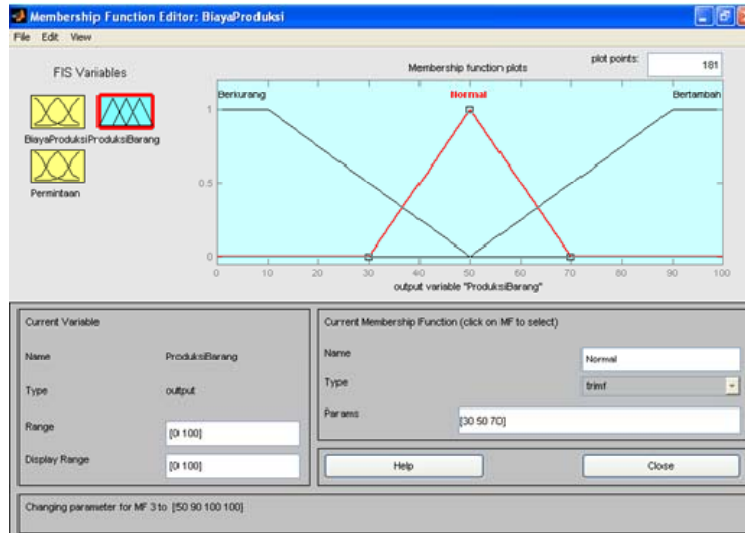 Membership Function Editor: BiayaProduksi
File Edit View
FIS Variables
BiayaProduksi ProduksiBarang
Permintaan
Membership function plots
plot points: 181
Berkurang Normal Bertambah
1
0.5
0
0 10 20 30 40 50 60 70 80 90 100
output variable "ProduksiBarang"
Current Variable
Name ProduksiBarang
Type output
Range [0 100]
Display Range [0 100]
Current Membership Function (click on MF to select)
Name Normal
Type trimf
Params [30 50 70]
Help Close
Changing parameter for MF 3 to [50 90 100 100]